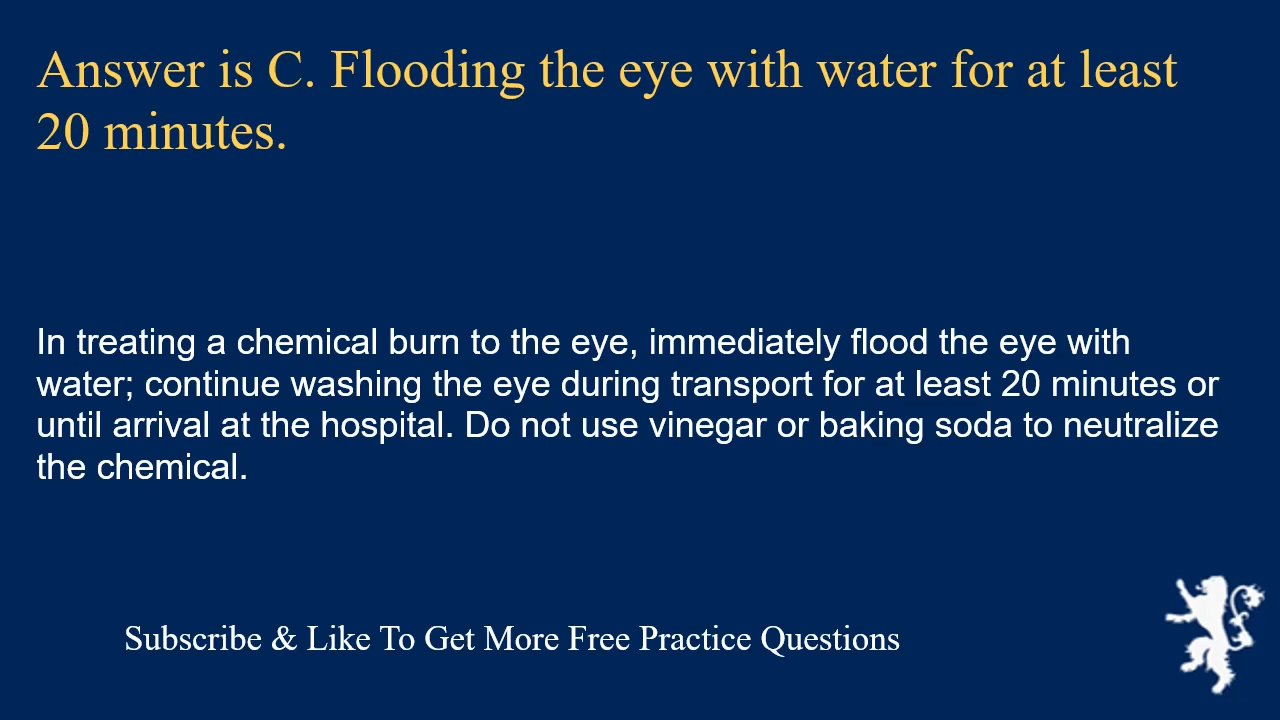 Answer is C. Flooding the eye with water for at least
20 minutes.
In treating a chemical burn to the eye, immediately flood the eye with
water; continue washing the eye during transport for at least 20 minutes or
until arrival at the hospital. Do not use vinegar or baking soda to neutralize
the chemical.
Subscribe & Like To Get More Free Practice Questions